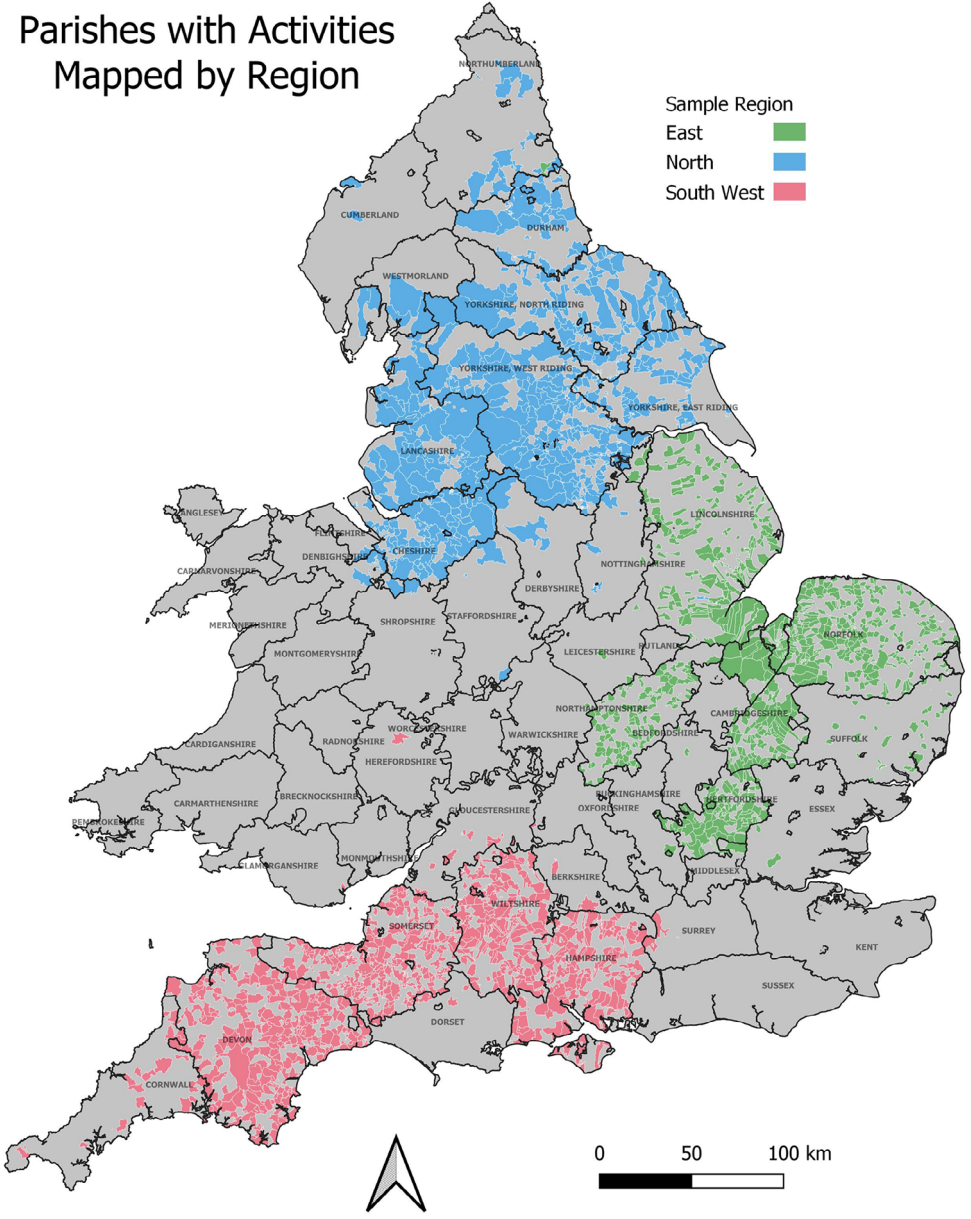 Parishes with Activities
Mapped by Region
Sample Region
East
North
South West
NORTHUMBERLAND
CUMBERLAND
DURHAM
WESTMORLAND
YORKSHIRE, NORTH RIDING
YORKSHIRE, WEST RIDING
YORKSHIRE, EAST RIDING
LANCASHIRE
ANGLESEY
LINCOLNSHIRE
FLINTSHIRE
DENBIGHSHIRE
CHESHIRE
CARNARVONSHIRE
NOTTINGHAMSHIRE
DERBYSHIRE
MERIONETHSHIRE
SHROPSHIRE
STAFFORDSHIRE
NORFOLK
MONTGOMERYSHIRE
LEICESTERSHIRE
RUTLAND
NORTHAMPTONSHIRE
CAMBRIDGESHIRE
WORCESTERSHIRE
BEDFORDSHIRE
CARDIGANSHIRE
RADNORSHIRE
WARWICKSHIRE
SUFFOLK
HEREFORDSHIRE
BRECKNOCKSHIRE
BUCKINGHAMSHIRE
HERTFORDSHIRE
CARMARTHENSHIRE
GLOUCESTERSHIRE
OXFORDSHIRE
ESSEX
PEMBROKESHIRE
MONMOUTHSHIRE
GLAMORGANSHIRE
MIDDLESEX
BERKSHIRE
WILTSHIRE
SOMERSET
SURREY
KENT
HAMPSHIRE
SUSSEX
DORSET
DEVON
CORNWALL
0 50 100 km